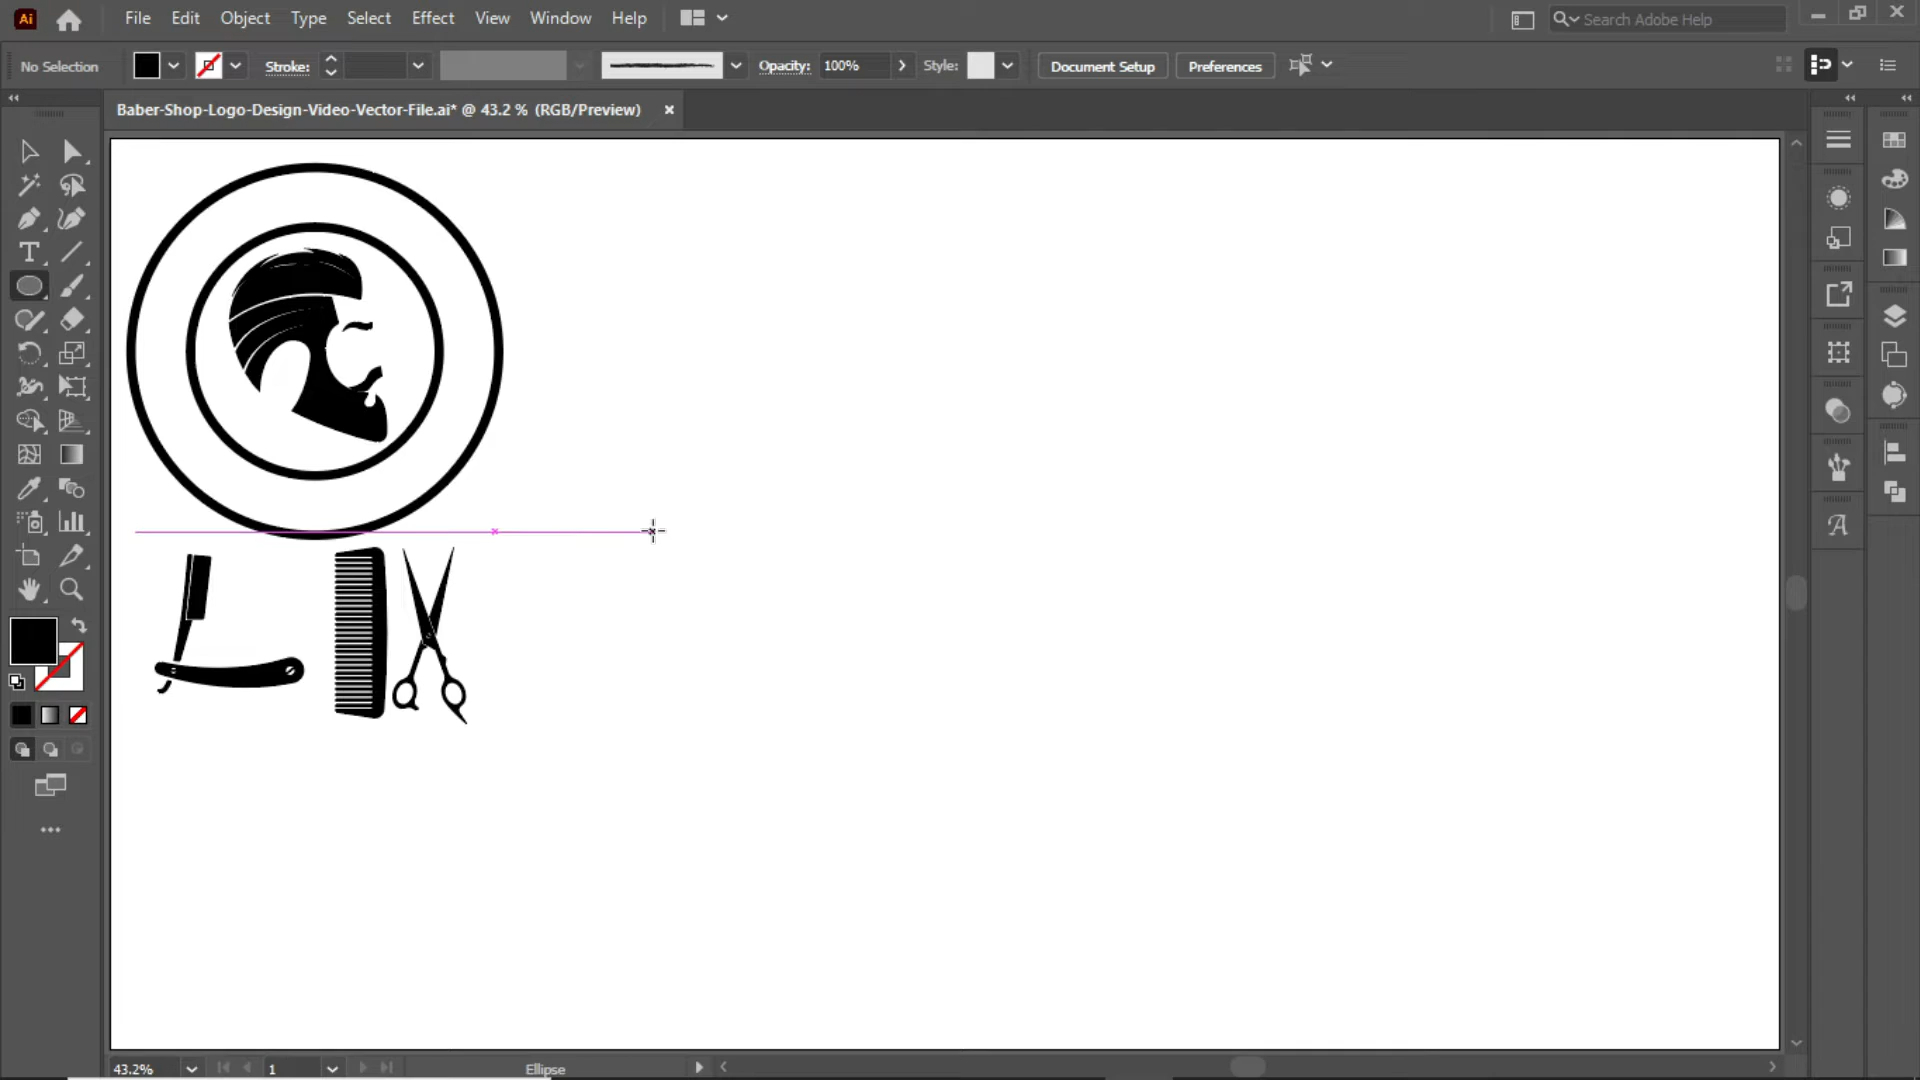 Ai File Edit Object Type Select Effect View Window Help Search Adobe Help
No Selection Stroke: Opacity: 100% Style: Document Setup Preferences
Baber-Shop-Logo-Design-Video-Vector-File.ai* @ 43.2 % (RGB/Preview) ×
43.2% 1 Ellipse